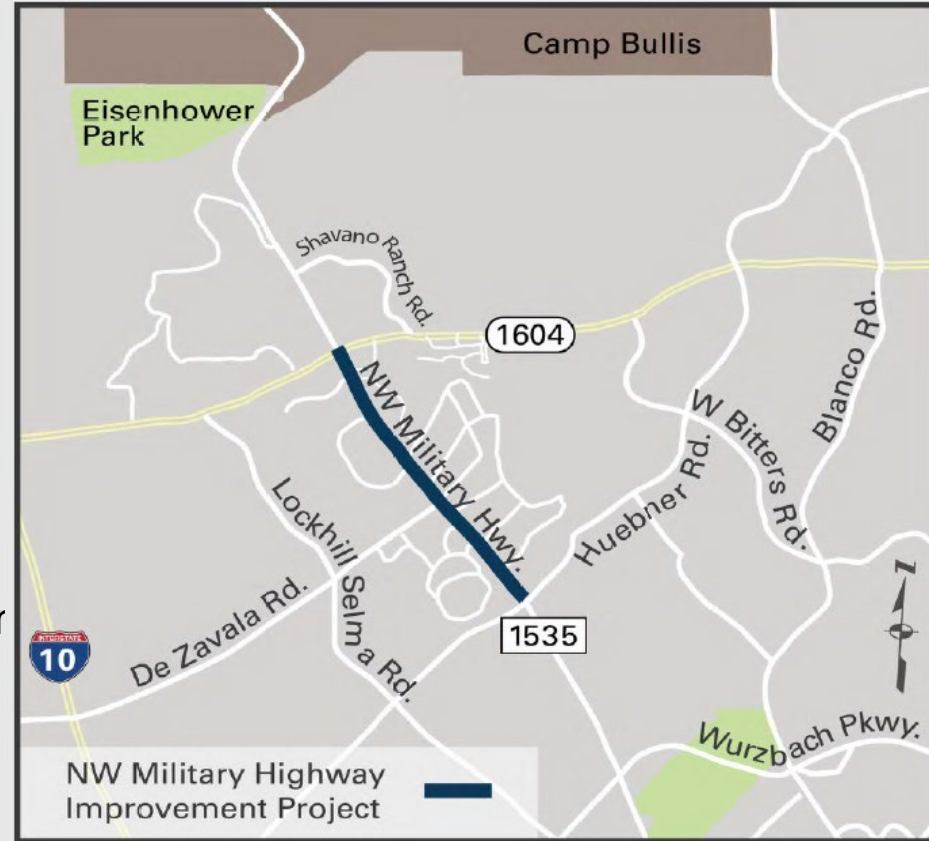 Camp Bullis
Eisenhower
Park
Shavano Ranch Rd.
1604
NW Military Hwy.
W Bitters Rd.
Blanco Rd.
Huebner Rd.
Lockhill Selma Rd.
De Zavala Rd.
1535
INTERSTATE
10
r
Wurzbach Pkwy.
NW Military Highway
Improvement Project
N